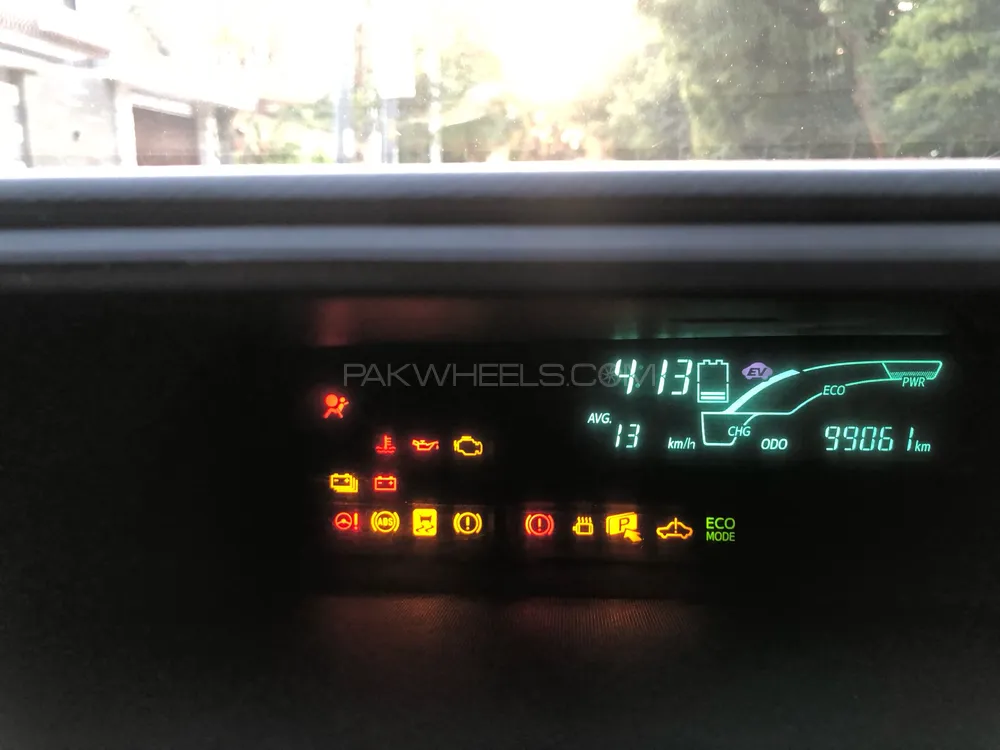 PAKWHEELS.COM
4 13
EV
ECO
PWR
AVG.
13
km/h
CHG
ODO
99061 km
ABS
P
ECO
MODE